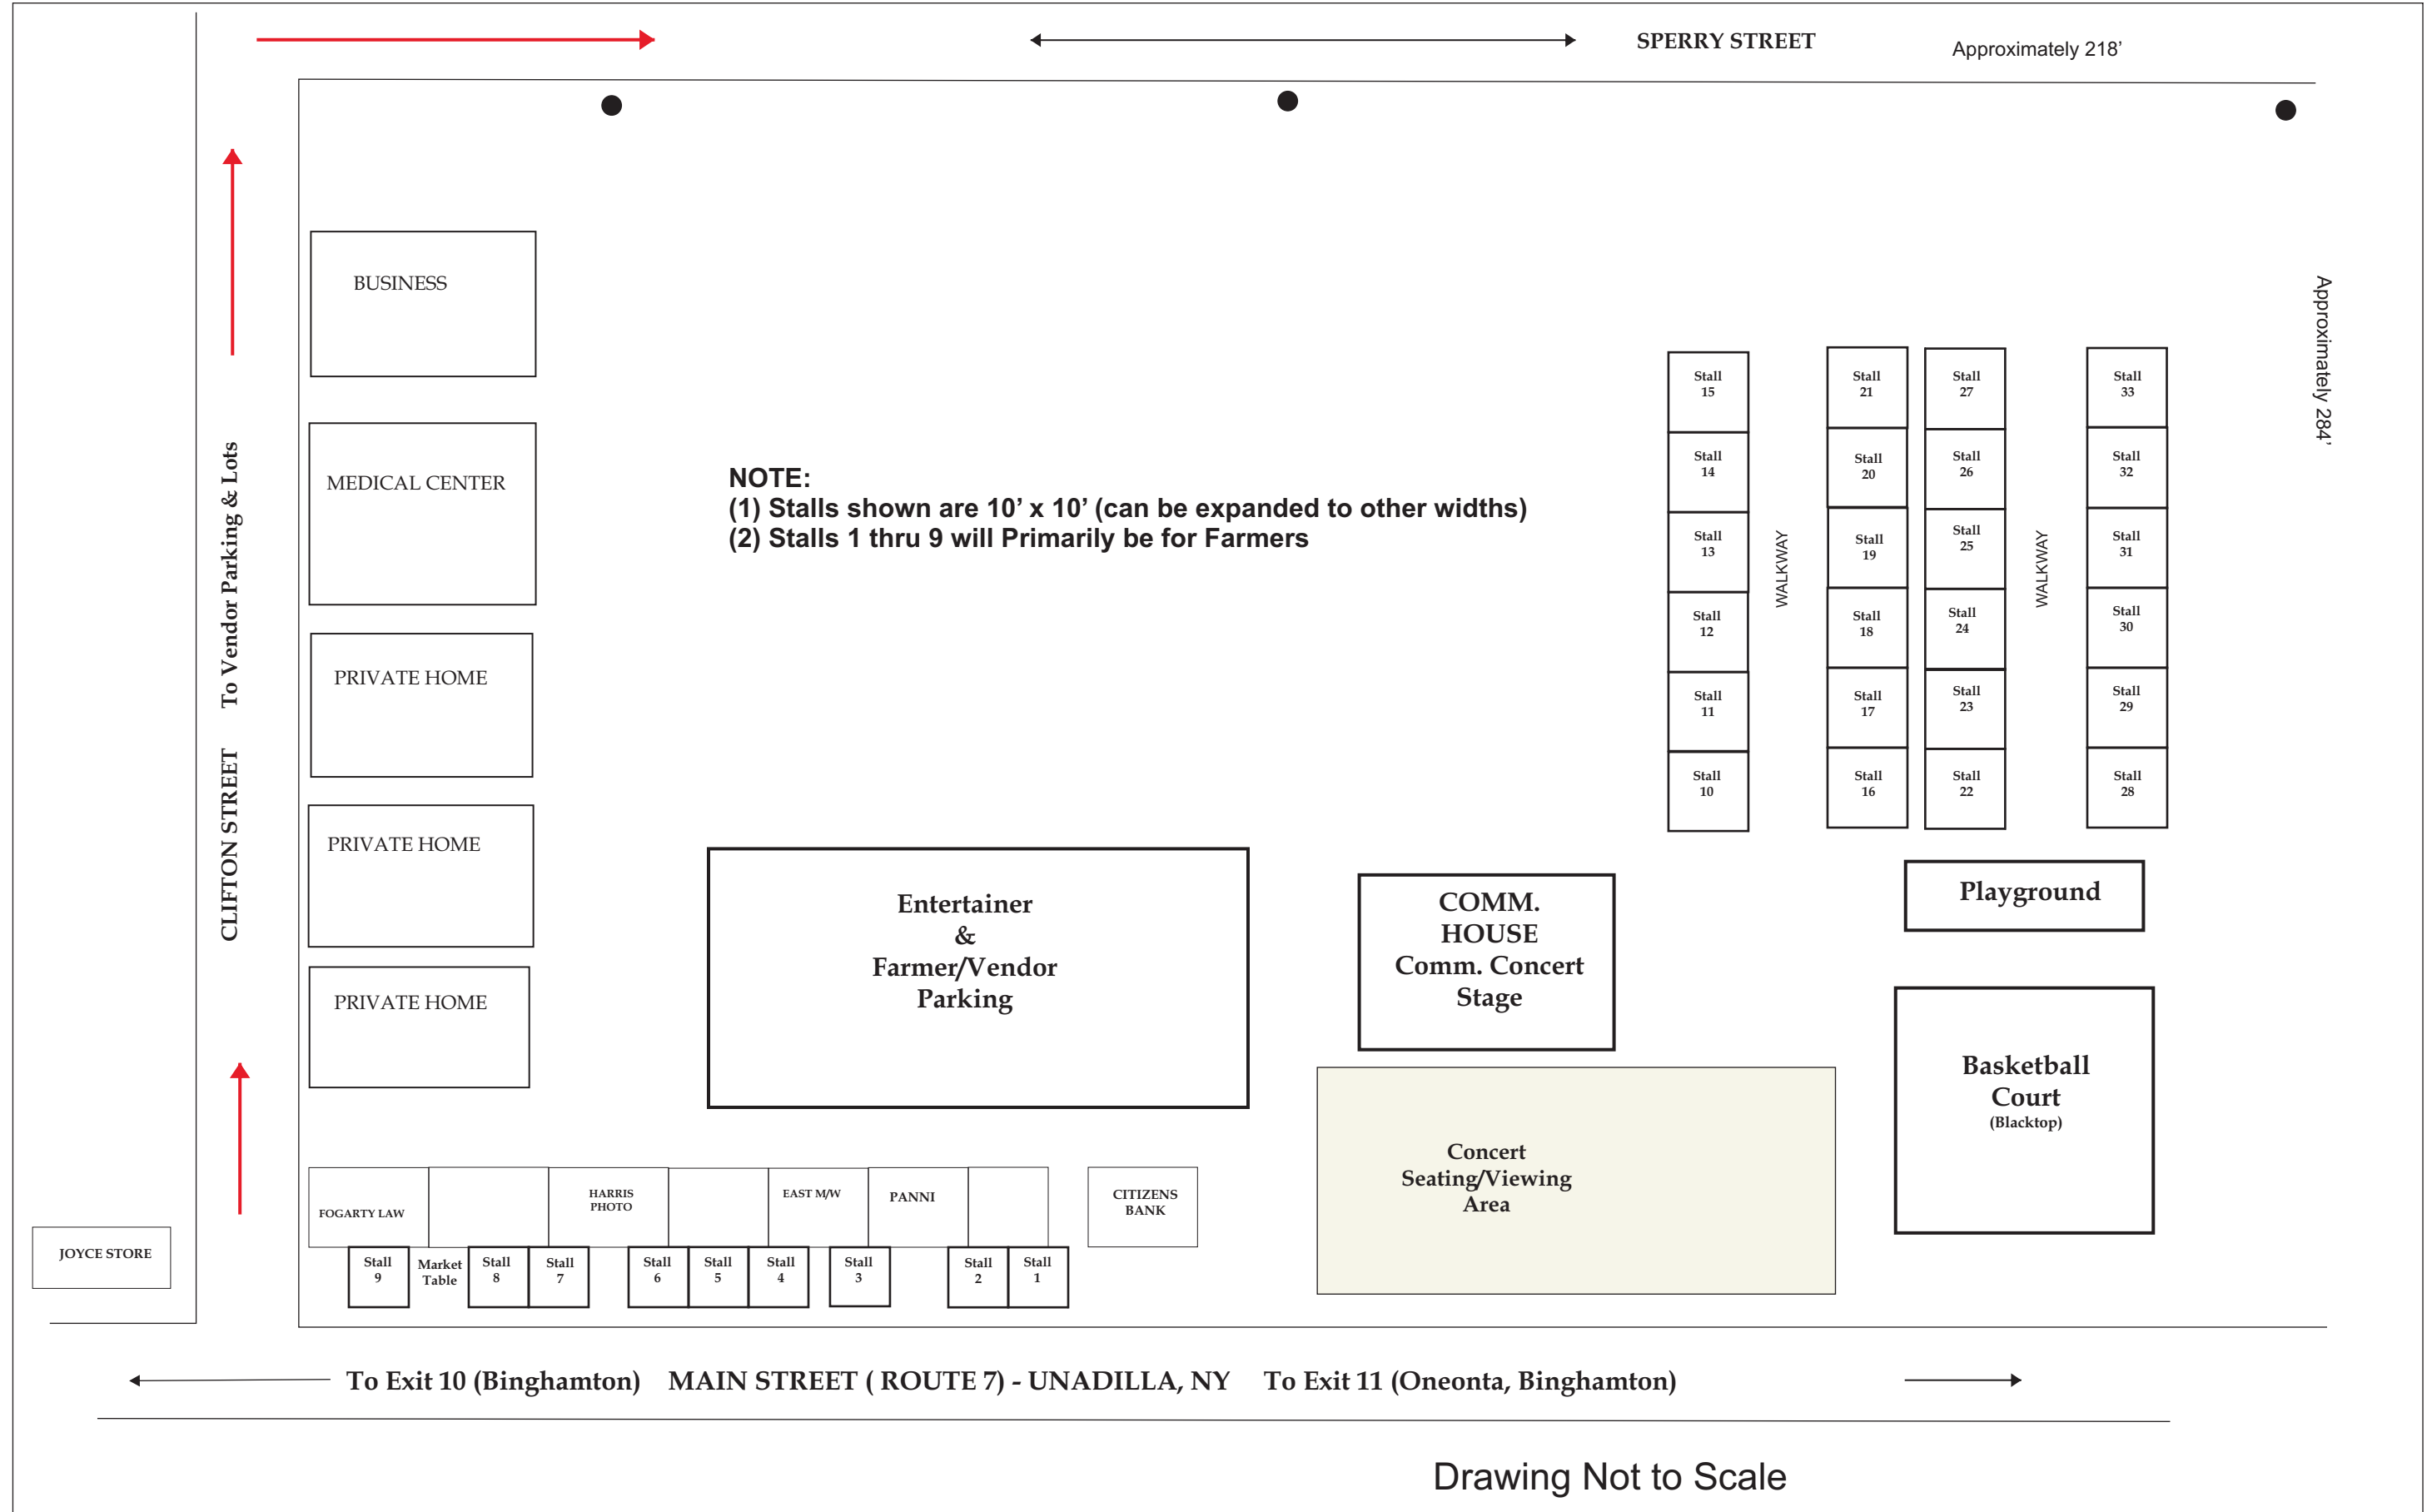 SPERRY STREET
Approximately 218’
Approximately 284’
BUSINESS
MEDICAL CENTER
PRIVATE HOME
PRIVATE HOME
PRIVATE HOME
CLIFTON STREET To Vendor Parking & Lots
NOTE:
(1) Stalls shown are 10’ x 10’ (can be expanded to other widths)
(2) Stalls 1 thru 9 will Primarily be for Farmers
Stall
15
Stall
14
Stall
13
Stall
12
Stall
11
Stall
10
WALKWAY
Stall
21
Stall
20
Stall
19
Stall
18
Stall
17
Stall
16
Stall
27
Stall
26
Stall
25
Stall
24
Stall
23
Stall
22
WALKWAY
Stall
33
Stall
32
Stall
31
Stall
30
Stall
29
Stall
28
Entertainer
&
Farmer/Vendor
Parking
COMM.
HOUSE
Comm. Concert
Stage
Playground
Basketball
Court
(Blacktop)
Concert
Seating/Viewing
Area
FOGARTY LAW
HARRIS
PHOTO
EAST M/W
PANNI
CITIZENS
BANK
JOYCE STORE
Stall
9
Market
Table
Stall
8
Stall
7
Stall
6
Stall
5
Stall
4
Stall
3
Stall
2
Stall
1
To Exit 10 (Binghamton) MAIN STREET ( ROUTE 7) - UNADILLA, NY To Exit 11 (Oneonta, Binghamton)
Drawing Not to Scale